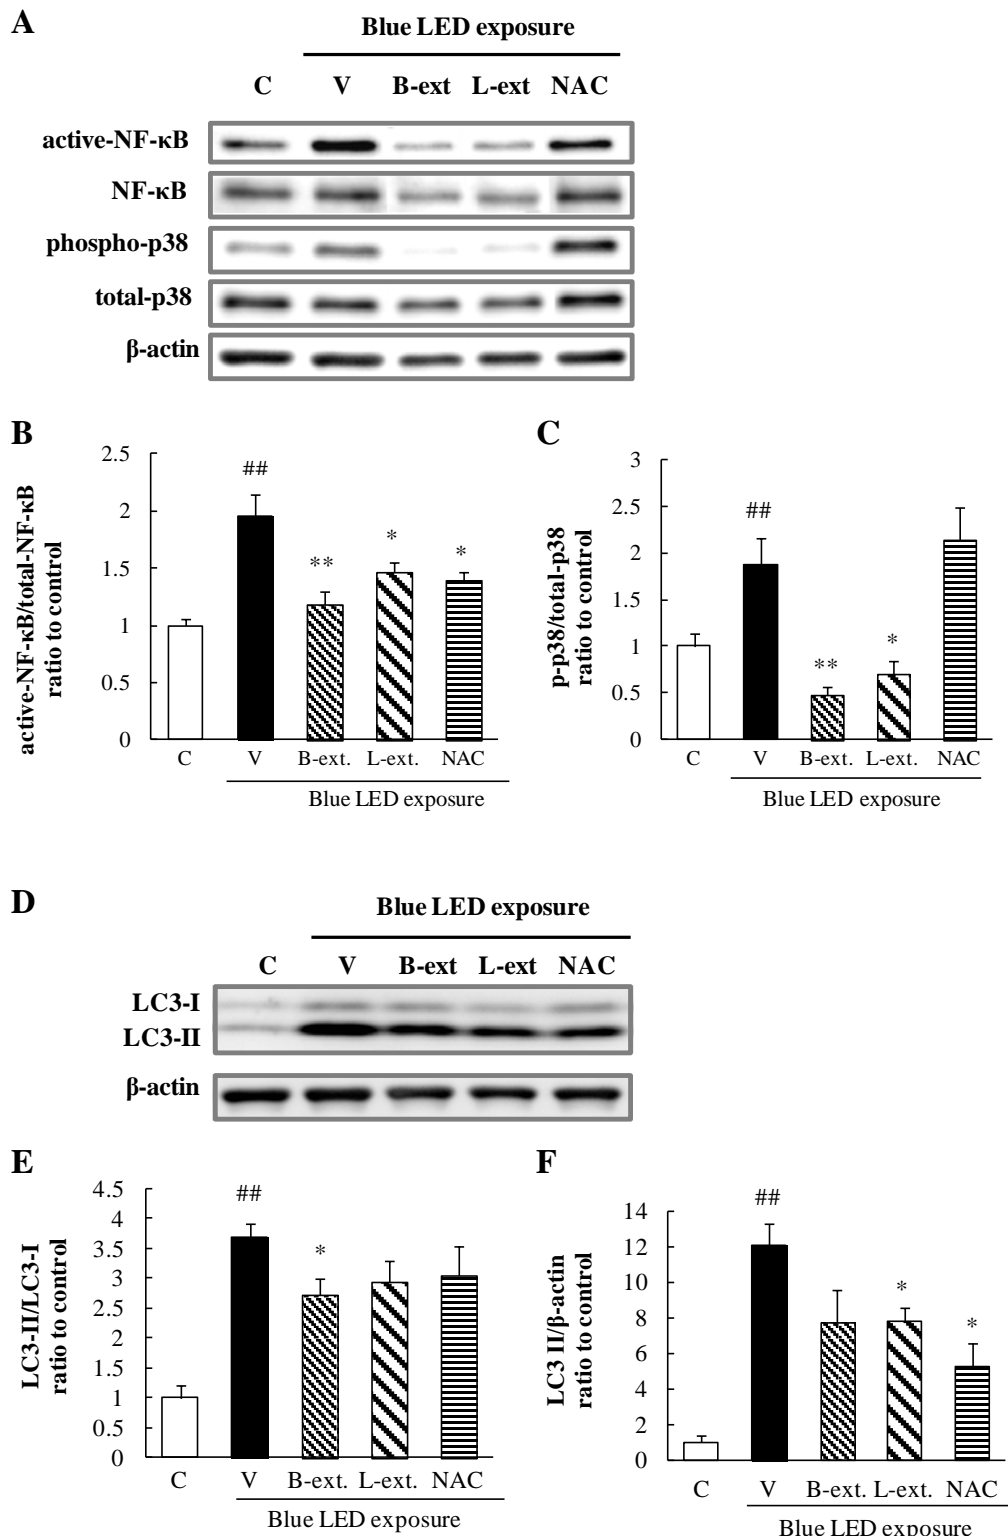 A
Blue LED exposure
C V B-ext L-ext NAC
active-NF-κB
NF-κB
phospho-p38
total-p38
β-actin
B
active-NF-κB/total-NF-κB
ratio to control
2.5
2
1.5
1
0.5
0
##
**
*
*
C V B-ext. L-ext. NAC
Blue LED exposure
C
p-p38/total-p38
ratio to control
3
2.5
2
1.5
1
0.5
0
##
**
*
C V B-ext. L-ext. NAC
Blue LED exposure
D
Blue LED exposure
C V B-ext L-ext NAC
LC3-I
LC3-II
β-actin
E
LC3-II/LC3-I
ratio to control
4.5
4
3.5
3
2.5
2
1.5
1
0.5
0
##
*
C V B-ext. L-ext. NAC
Blue LED exposure
F
LC3 II/β-actin
ratio to control
14
12
10
8
6
4
2
0
##
*
*
C V B-ext. L-ext. NAC
Blue LED exposure